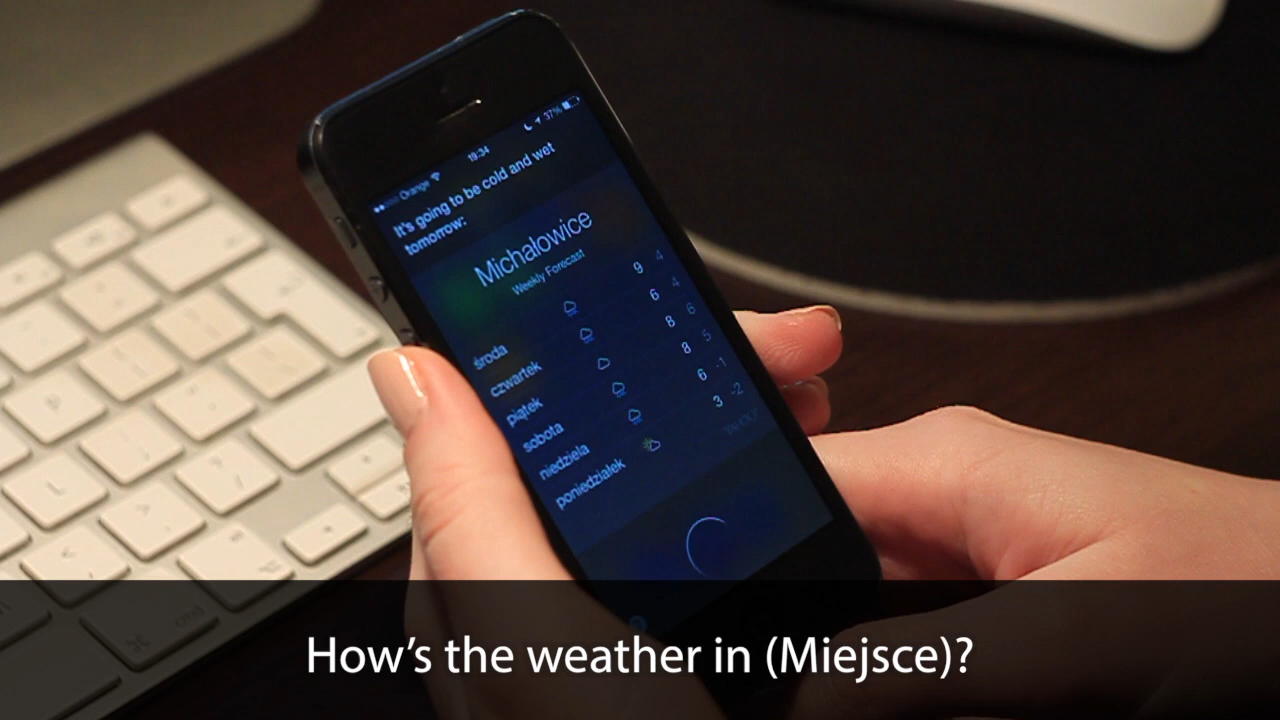 ●●○○○ Orange 19:34 37%
It's going to be cold and wet
tomorrow:
Michałowice
Weekly Forecast
środa 9 4
czwartek 6 4
piątek 8 6
sobota 8 5
niedziela 6 -1
poniedziałek 3 -2
YAHOO!
L
cmd
⌘
How's the weather in (Miejsce)?